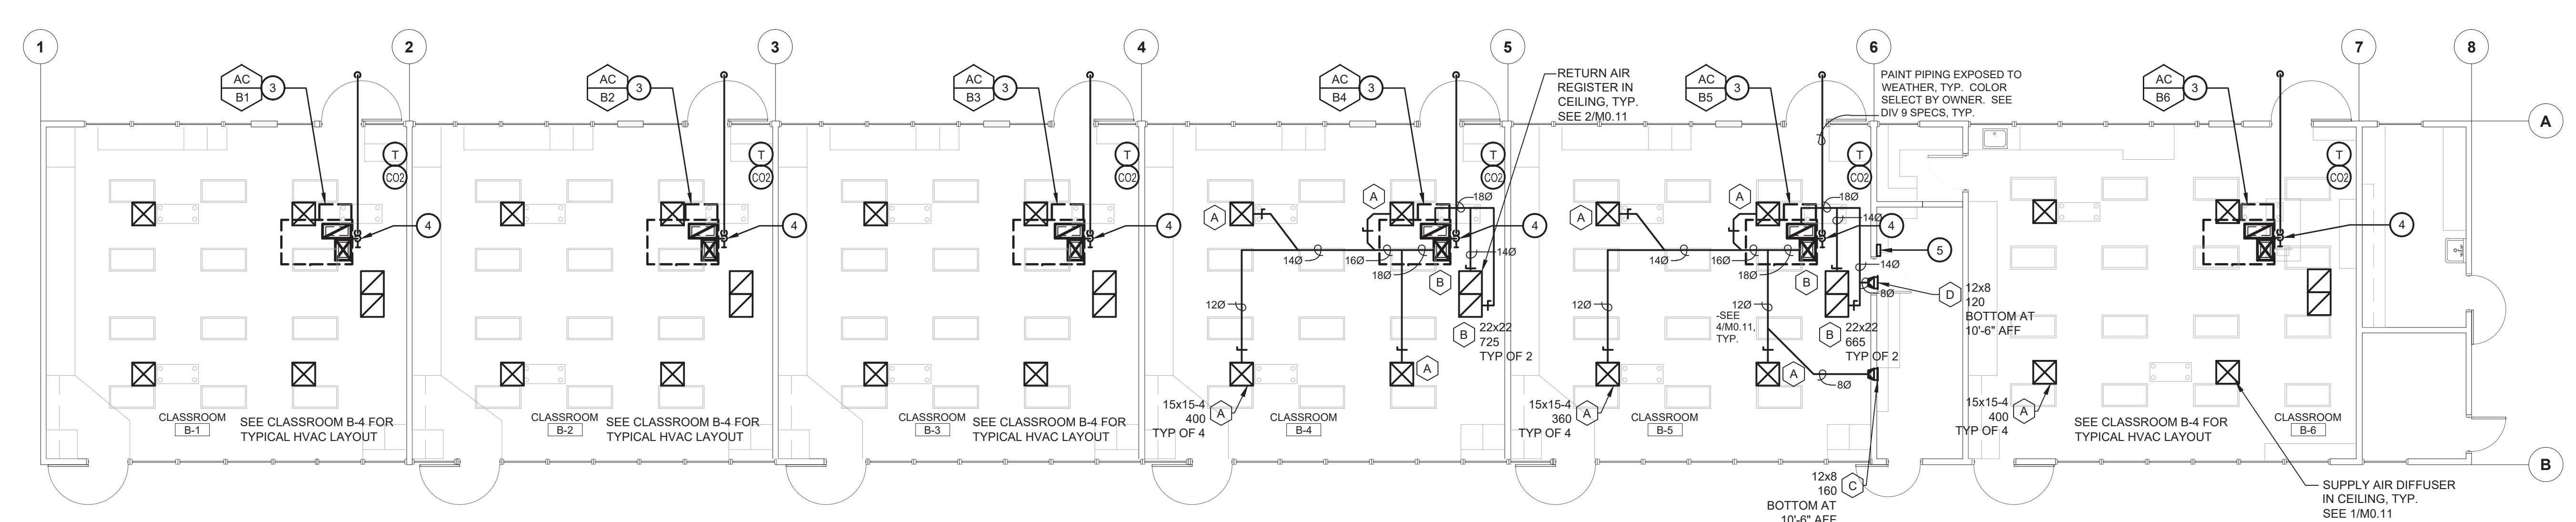 1
2
3
4
5
6
7
8
A
B
AC
B1
3
AC
B2
3
AC
B3
3
AC
B4
3
AC
B5
3
AC
B6
3
RETURN AIR
REGISTER IN
CEILING, TYP.
SEE 2/M0.11
PAINT PIPING EXPOSED TO
WEATHER, TYP. COLOR
SELECT BY OWNER. SEE
DIV 9 SPECS, TYP.
T
CO2
4
CLASSROOM
B-1
SEE CLASSROOM B-4 FOR
TYPICAL HVAC LAYOUT
T
CO2
4
CLASSROOM
B-2
SEE CLASSROOM B-4 FOR
TYPICAL HVAC LAYOUT
T
CO2
4
CLASSROOM
B-3
SEE CLASSROOM B-4 FOR
TYPICAL HVAC LAYOUT
T
CO2
A
A
18Ø
4
14Ø
16Ø
18Ø
14Ø
B
12Ø
B
22x22
725
TYP OF 2
A
15x15-4
400
TYP OF 4
A
CLASSROOM
B-4
T
CO2
A
A
18Ø
14Ø
4
5
14Ø
16Ø
18Ø
14Ø
B
8Ø
D
12x8
120
BOTTOM AT
10'-6" AFF
12Ø
12Ø
-SEE
4/M0.11,
TYP.
B
22x22
665
TYP OF 2
A
8Ø
15x15-4
360
TYP OF 4
A
CLASSROOM
B-5
12x8
160
BOTTOM AT
10'-6" AFF
C
T
CO2
4
15x15-4
400
TYP OF 4
A
SEE CLASSROOM B-4 FOR
TYPICAL HVAC LAYOUT
CLASSROOM
B-6
SUPPLY AIR DIFFUSER
IN CEILING, TYP.
SEE 1/M0.11